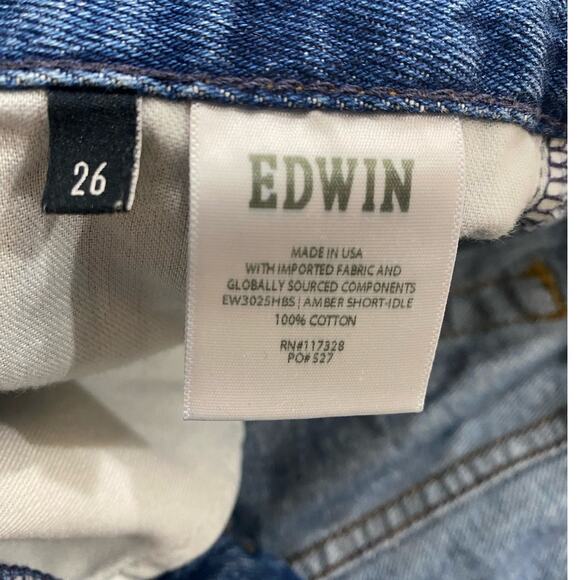 26
EDWIN
MADE IN USA
WITH IMPORTED FABRIC AND
GLOBALLY SOURCED COMPONENTS
EW3025HBS | AMBER SHORT-IDLE
100% COTTON
RN#117328
PO#527